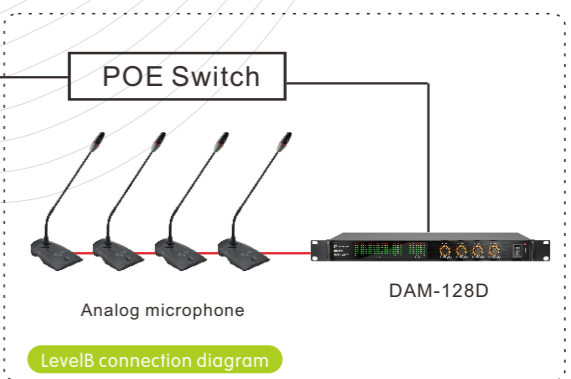 POE Switch
Analog microphone
DAM-128D
LevelB connection diagram